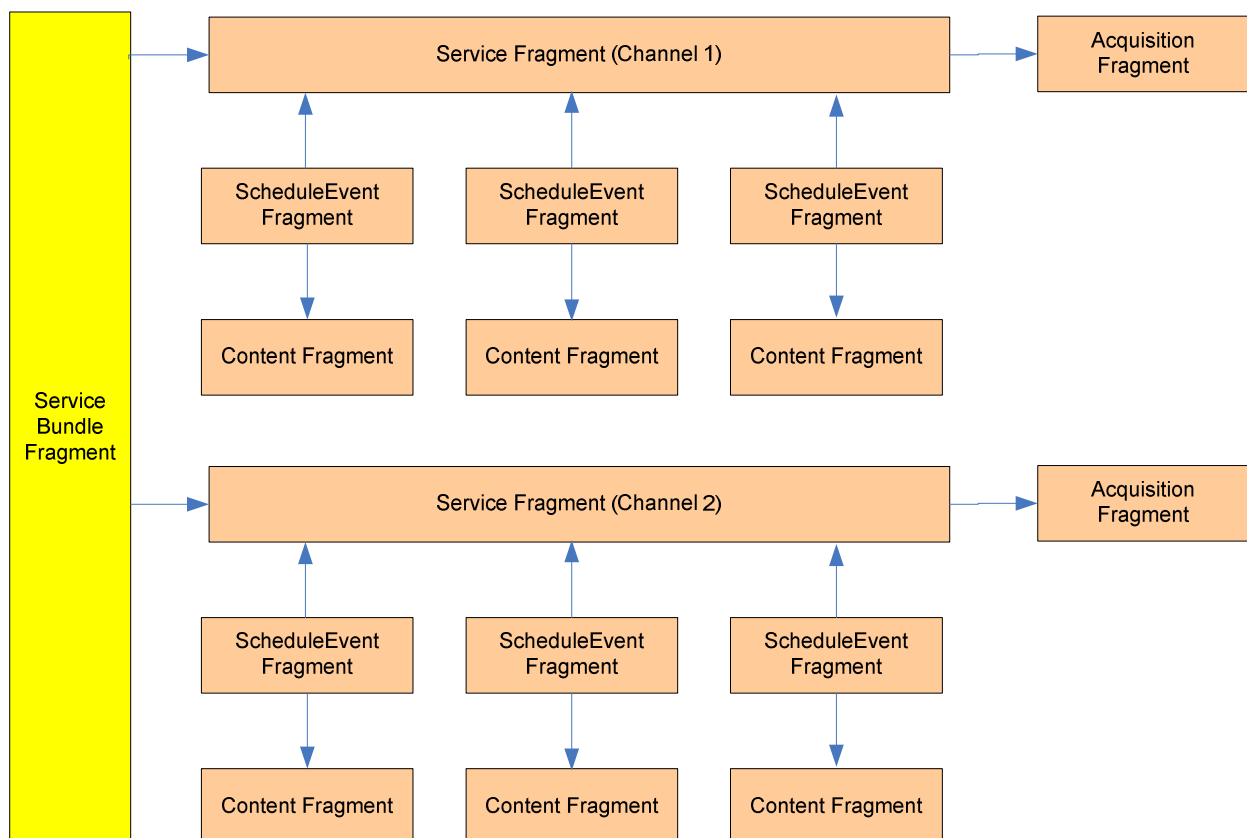 Service Fragment (Channel 1)
Acquisition
Fragment
ScheduleEvent
Fragment
ScheduleEvent
Fragment
ScheduleEvent
Fragment
Content Fragment
Content Fragment
Content Fragment
Service
Bundle
Fragment
Service Fragment (Channel 2)
Acquisition
Fragment
ScheduleEvent
Fragment
ScheduleEvent
Fragment
ScheduleEvent
Fragment
Content Fragment
Content Fragment
Content Fragment